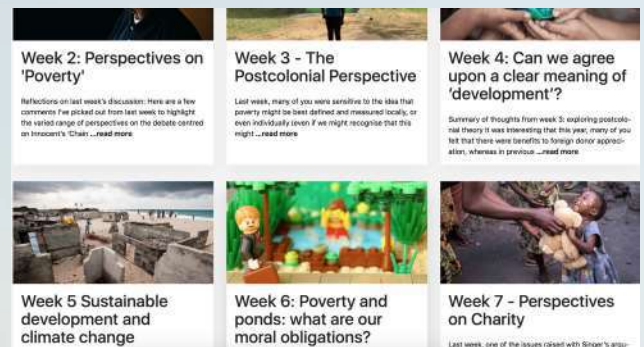 Week 2: Perspectives on
'Poverty'
Reflections on last week's discussion: Here are a few
comments I've picked out from last week to highlight
the varied range of perspectives on the debate centred
on Innocent's 'Chain ...read more
Week 3 - The
Postcolonial Perspective
Last week, many of you were sensitive to the idea that
poverty might be best defined and measured locally, or
even individually (even if we might recognise that this
might ...read more
Week 4: Can we agree
upon a clear meaning of
'development'?
Summary of thoughts from week 3: exploring postcolo-
nial theory It was interesting that this year, many of you
felt that there were benefits to foreign donor appreci-
ation, whereas in previous ...read more
Week 5 Sustainable
development and
climate change
Week 6: Poverty and
ponds: what are our
moral obligations?
Week 7 - Perspectives
on Charity
Last week, one of the issues raised with Singer's argu-